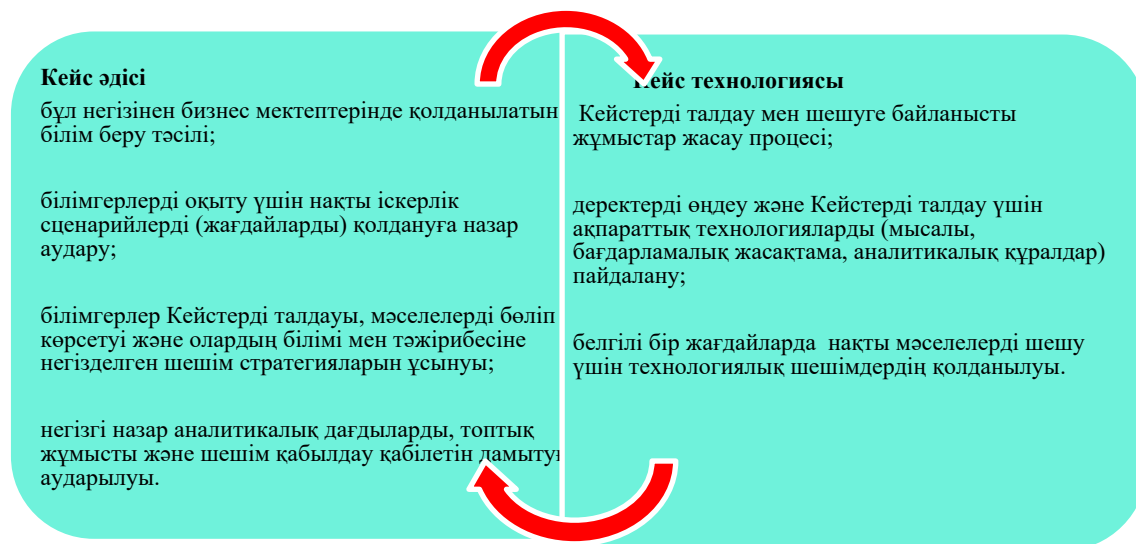 Кейс әдісі
бұл негізінен бизнес мектептерінде қолданылатын
білім беру тәсілі;
білімгерлерді оқыту үшін нақты іскерлік
сценарийлерді (жағдайларды) қолдануға назар
аудару;
білімгерлер Кейстерді талдауы, мәселелерді бөліп
көрсетуі және олардың білімі мен тәжірибесіне
негізделген шешім стратегияларын ұсынуы;
негізгі назар аналитикалық дағдыларды, топтық
жұмысты және шешім қабылдау қабілетін дамытуға
аударылуы.
Кейс технологиясы
Кейстерді талдау мен шешуге байланысты
жұмыстар жасау процесі;
деректерді өңдеу және Кейстерді талдау үшін
ақпараттық технологияларды (мысалы,
бағдарламалық жасақтама, аналитикалық құралдар)
пайдалану;
белгілі бір жағдайларда нақты мәселелерді шешу
үшін технологиялық шешімдердің қолданылуы.